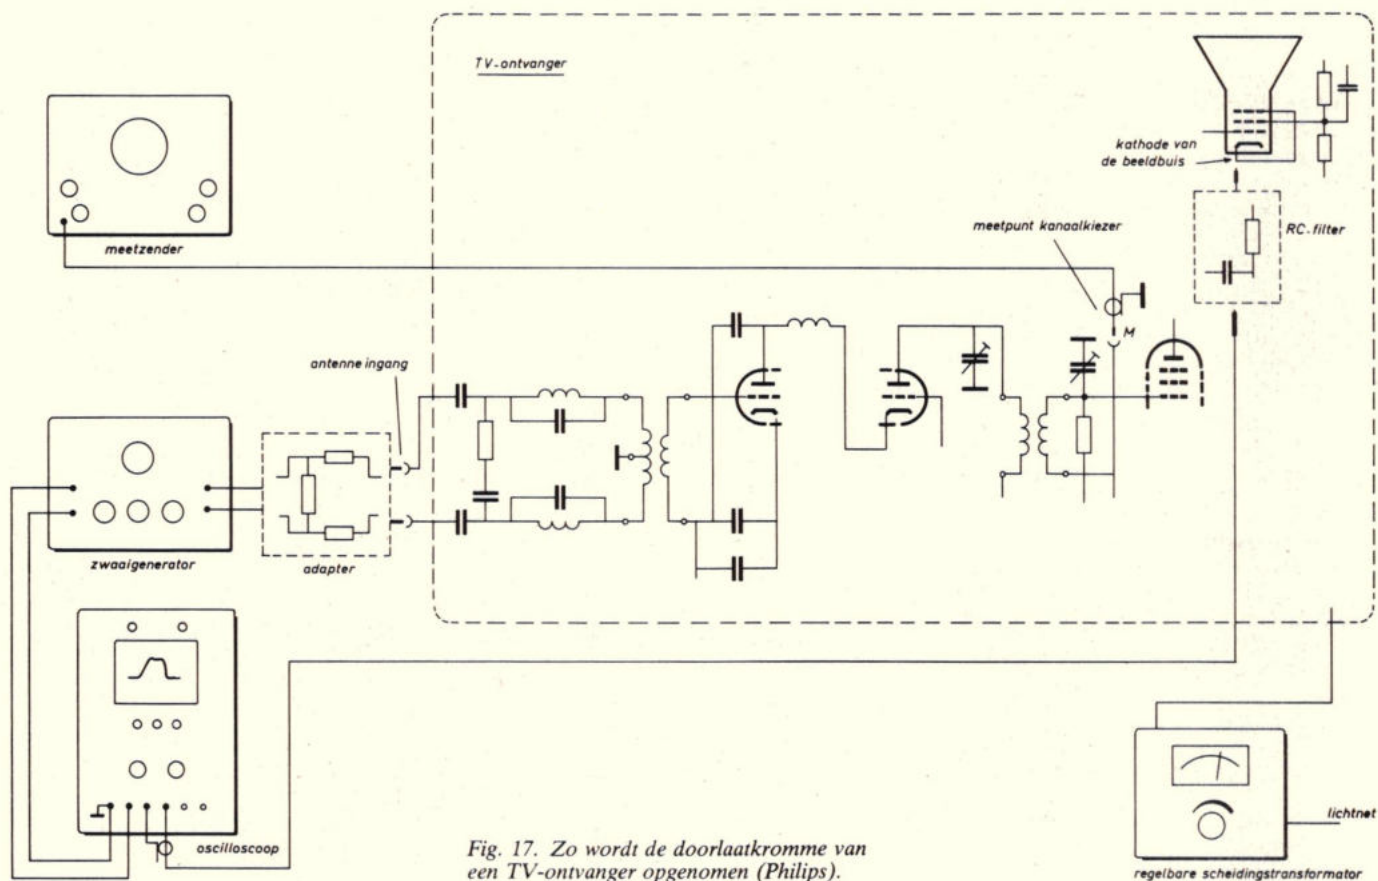 TV-ontvanger
meetzender
kathode van
de beeldbuis
meetpunt kanaalkiezer
RC-filter
M
antenne ingang
zwaaigenerator
adapter
oscilloscoop
lichtnet
regelbare scheidingstransformator
Fig. 17. Zo wordt de doorlaatkromme van
een TV-ontvanger opgenomen (Philips).